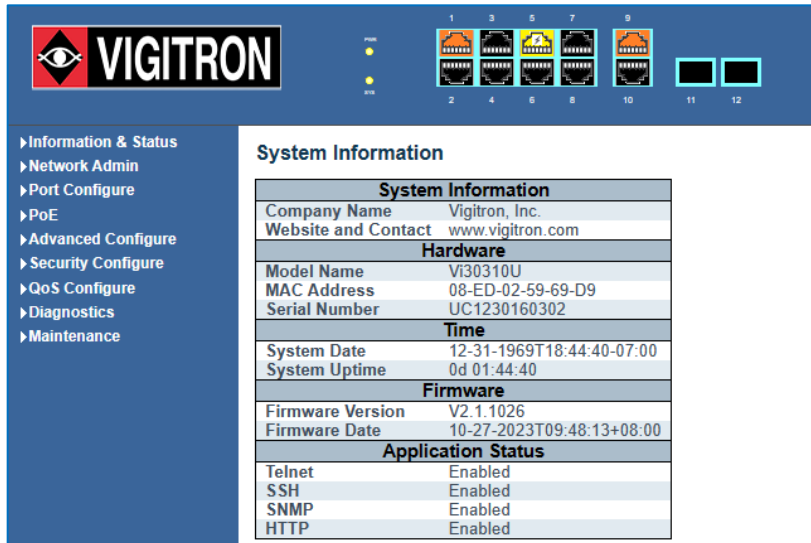 1 3 5 7 9
VIGITRON
PWR
SYS
2 4 6 8 10 11 12
Information & Status
Network Admin
Port Configure
PoE
Advanced Configure
Security Configure
QoS Configure
Diagnostics
Maintenance
System Information
System Information
Company Name Vigitron, Inc.
Website and Contact www.vigitron.com
Hardware
Model Name Vi30310U
MAC Address 08-ED-02-59-69-D9
Serial Number UC1230160302
Time
System Date 12-31-1969T18:44:40-07:00
System Uptime 0d 01:44:40
Firmware
Firmware Version V2.1.1026
Firmware Date 10-27-2023T09:48:13+08:00
Application Status
Telnet Enabled
SSH Enabled
SNMP Enabled
HTTP Enabled